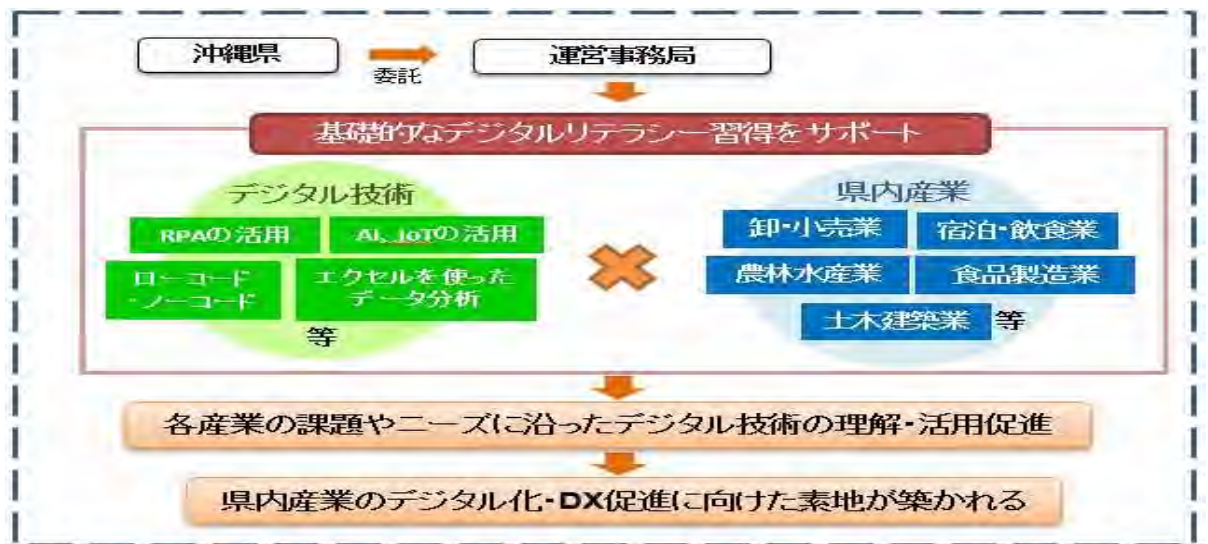 沖縄県
委託
運営事務局
基礎的なデジタルリテラシー習得をサポート
デジタル技術
RPAの活用
AI、IoTの活用
ローコード
・ノーコード
エクセルを使った
データ分析
等
県内産業
卸・小売業
宿泊・飲食業
農林水産業
食品製造業
土木建築業 等
各産業の課題やニーズに沿ったデジタル技術の理解・活用促進
県内産業のデジタル化・DX促進に向けた素地が築かれる